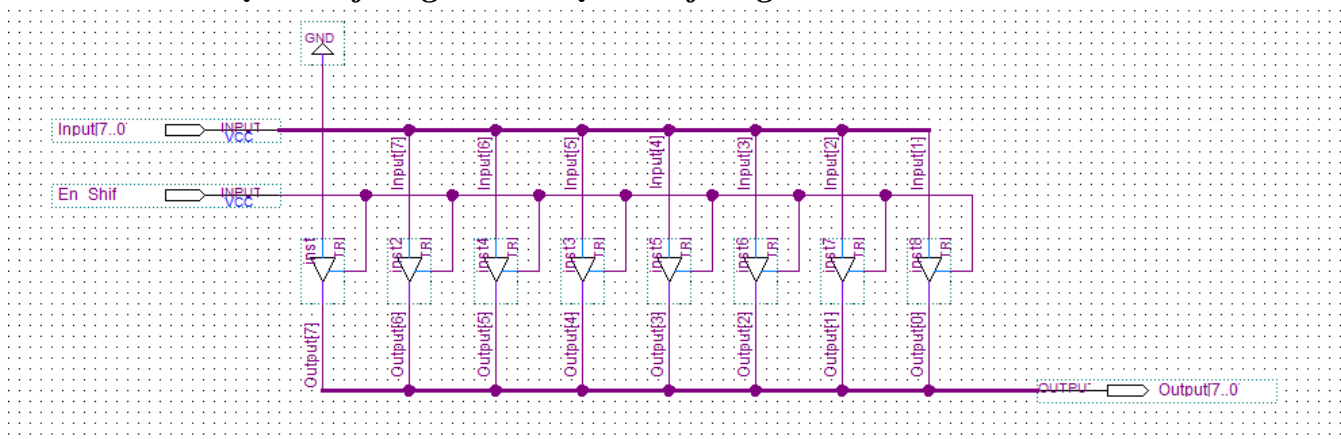 GND
Input[7..0
INPUT
VCC
En Shif
INPUT
VCC
Input[7]
Input[6]
Input[5]
Input[4]
Input[3]
Input[2]
Input[1]
inst
TRI
inst2
TRI
inst4
TRI
inst3
TRI
inst5
TRI
inst6
TRI
inst7
TRI
inst8
TRI
Output[7]
Output[6]
Output[5]
Output[4]
Output[3]
Output[2]
Output[1]
Output[0]
OUTPUT
Output[7..0